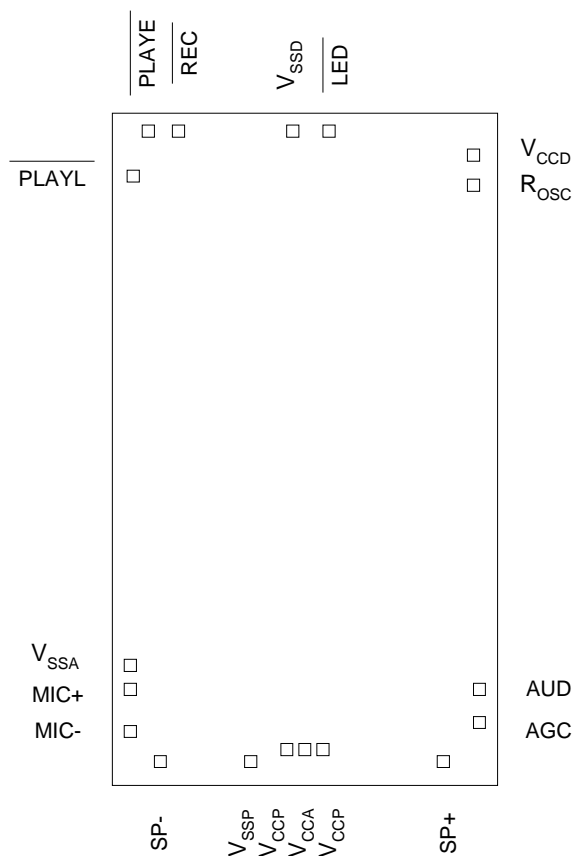 PLAYE
REC
VSSD
LED
VCCD
PLAYL
ROSC
VSSA
MIC+
AUD
MIC-
AGC
SP-
VSSP
VCCP
VCCA
VCCP
SP+